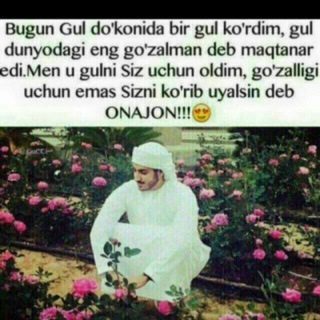 Bugun Gul do'konida bir gul ko'rdim, gul
dunyodagi eng go'zalman deb maqtanar
edi.Men u gulni Siz uchun oldim, go'zalligi
uchun emas Sizni ko'rib uyalsin deb
ONAJON!!!😍